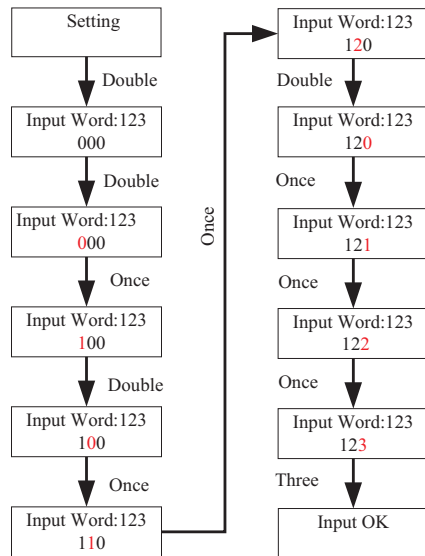 Setting
Double
Input Word:123
000
Double
Input Word:123
000
Once
Input Word:123
100
Double
Input Word:123
100
Once
Input Word:123
110
Once
Input Word:123
120
Double
Input Word:123
120
Once
Input Word:123
121
Once
Input Word:123
122
Once
Input Word:123
123
Three
Input OK